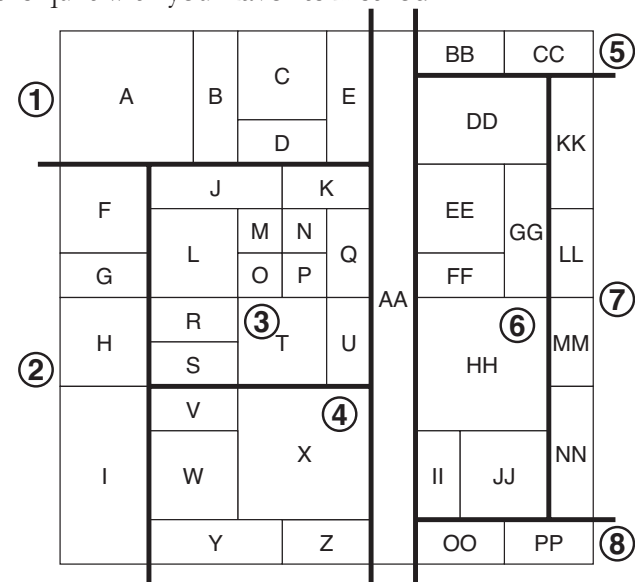 BB CC
5
C
1
A B E
DD
D
KK
J K
F
EE
M N
GG
L Q LL
G O P FF
AA
R 3 6 7
H T U MM
2 S HH
V 4
X
I W II JJ NN
Y Z OO PP 8